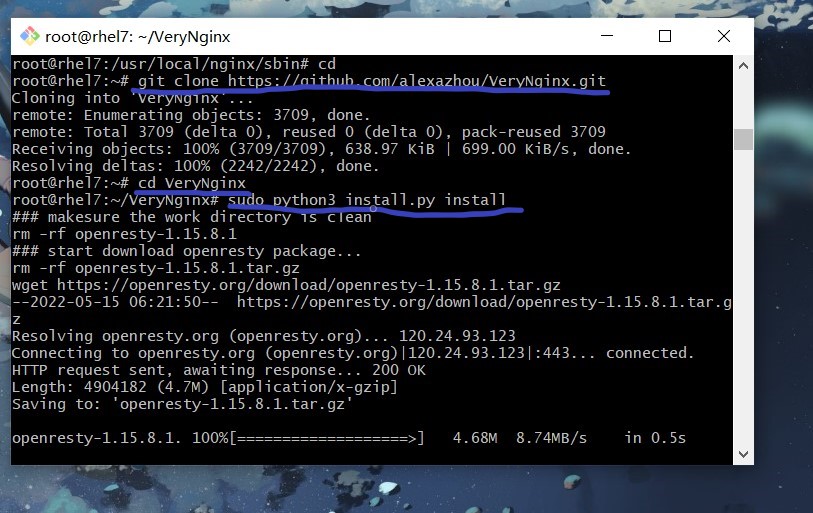 root@rhel7: ~/VeryNginx
root@rhel7:/usr/local/nginx/sbin# cd
root@rhel7:~# git clone https://github.com/alexazhou/VeryNginx.git
Cloning into 'VeryNginx'...
remote: Enumerating objects: 3709, done.
remote: Total 3709 (delta 0), reused 0 (delta 0), pack-reused 3709
Receiving objects: 100% (3709/3709), 638.97 KiB | 699.00 KiB/s, done.
Resolving deltas: 100% (2242/2242), done.
root@rhel7:~# cd VeryNginx
root@rhel7:~/VeryNginx# sudo python3 install.py install
### makesure the work directory is clean
rm -rf openresty-1.15.8.1
### start download openresty package...
rm -rf openresty-1.15.8.1.tar.gz
wget https://openresty.org/download/openresty-1.15.8.1.tar.gz
--2022-05-15 06:21:50--  https://openresty.org/download/openresty-1.15.8.1.tar.g
z
Resolving openresty.org (openresty.org)... 120.24.93.123
Connecting to openresty.org (openresty.org)|120.24.93.123|:443... connected.
HTTP request sent, awaiting response... 200 OK
Length: 4904182 (4.7M) [application/x-gzip]
Saving to: 'openresty-1.15.8.1.tar.gz'
openresty-1.15.8.1. 100%[===================>]   4.68M  8.74MB/s    in 0.5s